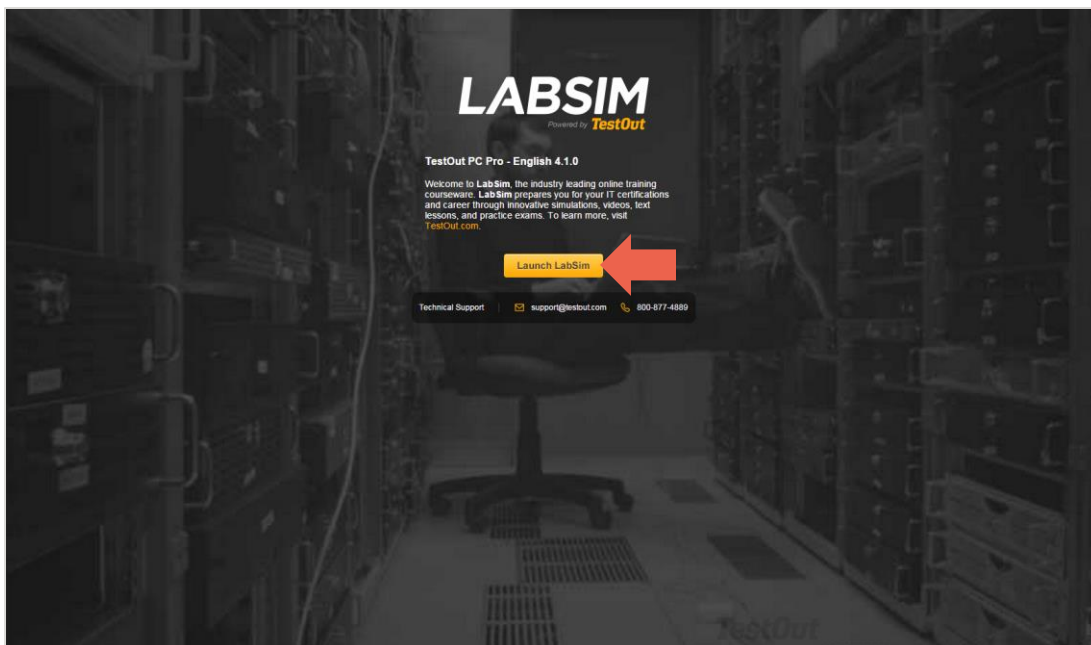 LABSIM
Powered by TestOut
TestOut PC Pro - English 4.1.0
Welcome to LabSim, the industry leading online training
courseware. LabSim prepares you for your IT certifications
and career through innovative simulations, videos, text
lessons, and practice exams. To learn more, visit
TestOut.com.
Launch LabSim
Technical Support support@testout.com 800-877-4889
TestOut